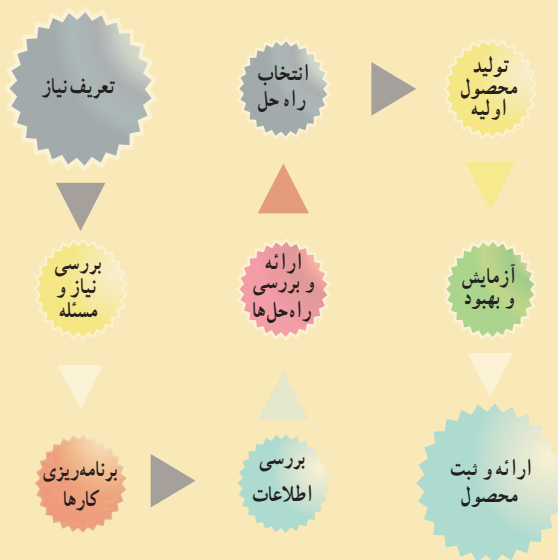 تعریف نیاز
بررسی
نیاز و
مسئله
برنامه‌ریزی
کارها
بررسی
اطلاعات
ارائه
و بررسی
راه‌حل‌ها
انتخاب
راه حل
تولید
محصول
اولیه
آزمایش
و بهبود
ارائه و ثبت
محصول